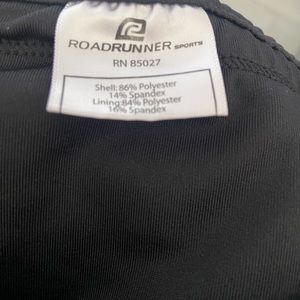 ROADRUNNER SPORTS
RN 85027
Shell: 86% Polyester
14% Spandex
Lining: 84% Polyester
16% Spandex